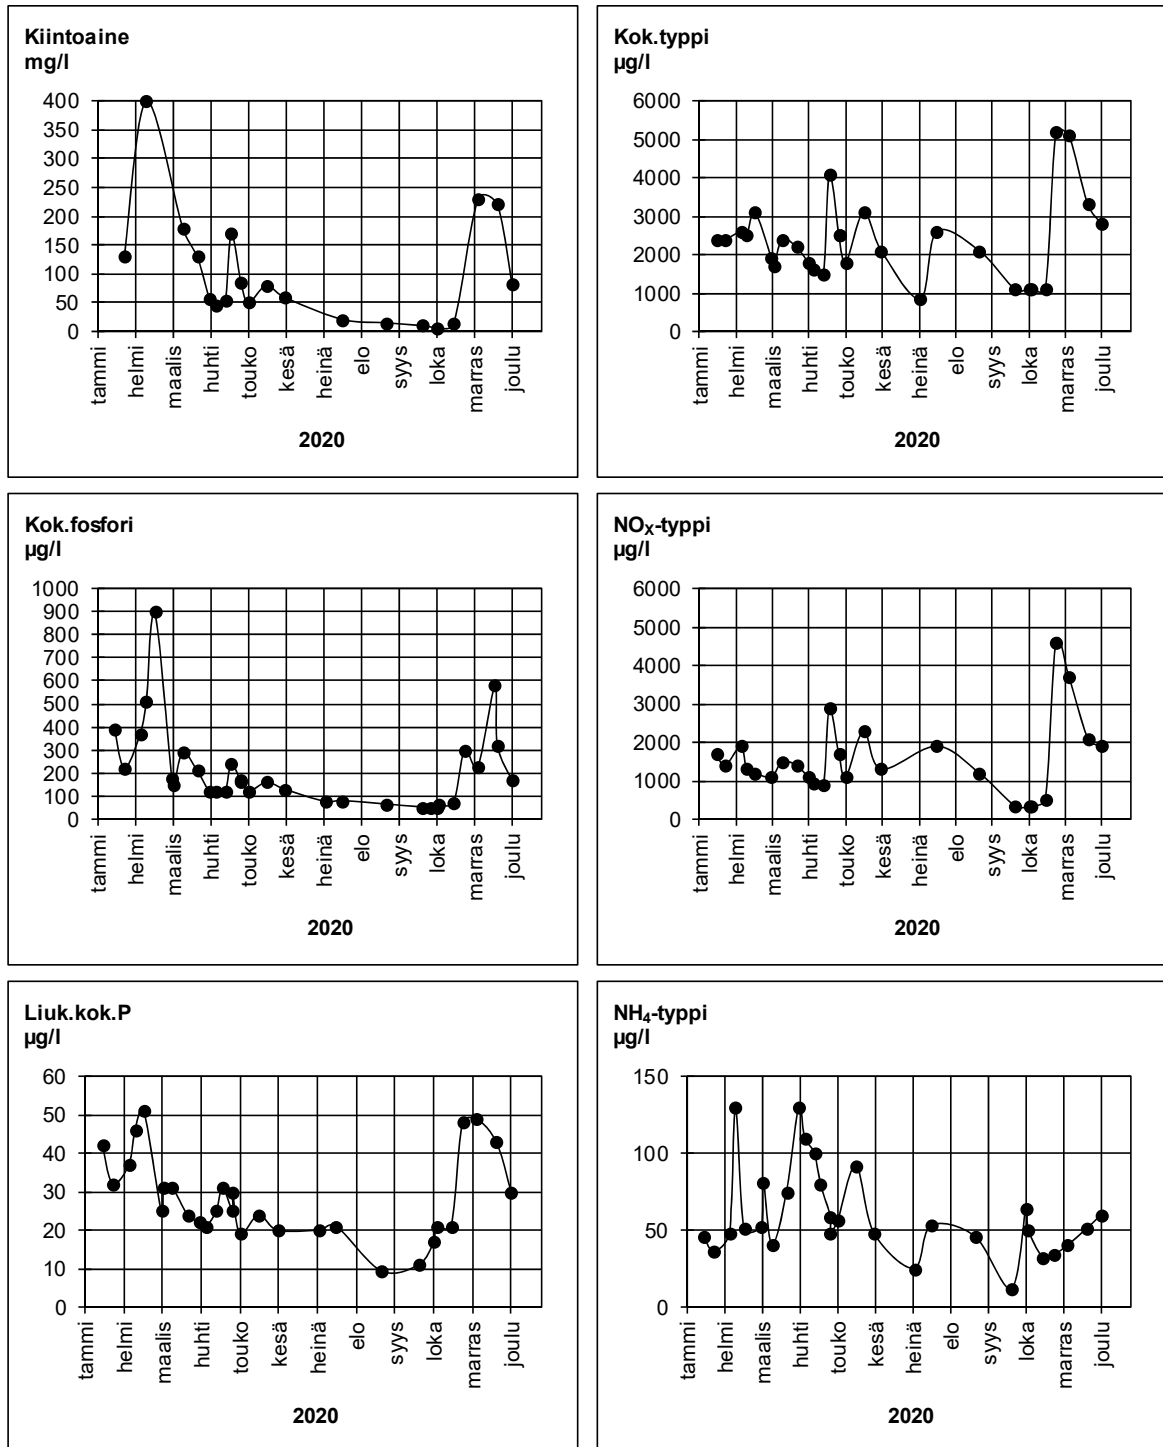 Kiintoaine
mg/l
400
350
300
250
200
150
100
50
0
tammi
helmi
maalis
huhti
touko
kesä
heinä
elo
syys
loka
marras
joulu
2020
Kok.typpi
µg/l
6000
5000
4000
3000
2000
1000
0
tammi
helmi
maalis
huhti
touko
kesä
heinä
elo
syys
loka
marras
joulu
2020
Kok.fosfori
µg/l
1000
900
800
700
600
500
400
300
200
100
0
tammi
helmi
maalis
huhti
touko
kesä
heinä
elo
syys
loka
marras
joulu
2020
NOX-typpi
µg/l
6000
5000
4000
3000
2000
1000
0
tammi
helmi
maalis
huhti
touko
kesä
heinä
elo
syys
loka
marras
joulu
2020
Liuk.kok.P
µg/l
60
50
40
30
20
10
0
tammi
helmi
maalis
huhti
touko
kesä
heinä
elo
syys
loka
marras
joulu
2020
NH₄-typpi
µg/l
150
100
50
0
tammi
helmi
maalis
huhti
touko
kesä
heinä
elo
syys
loka
marras
joulu
2020